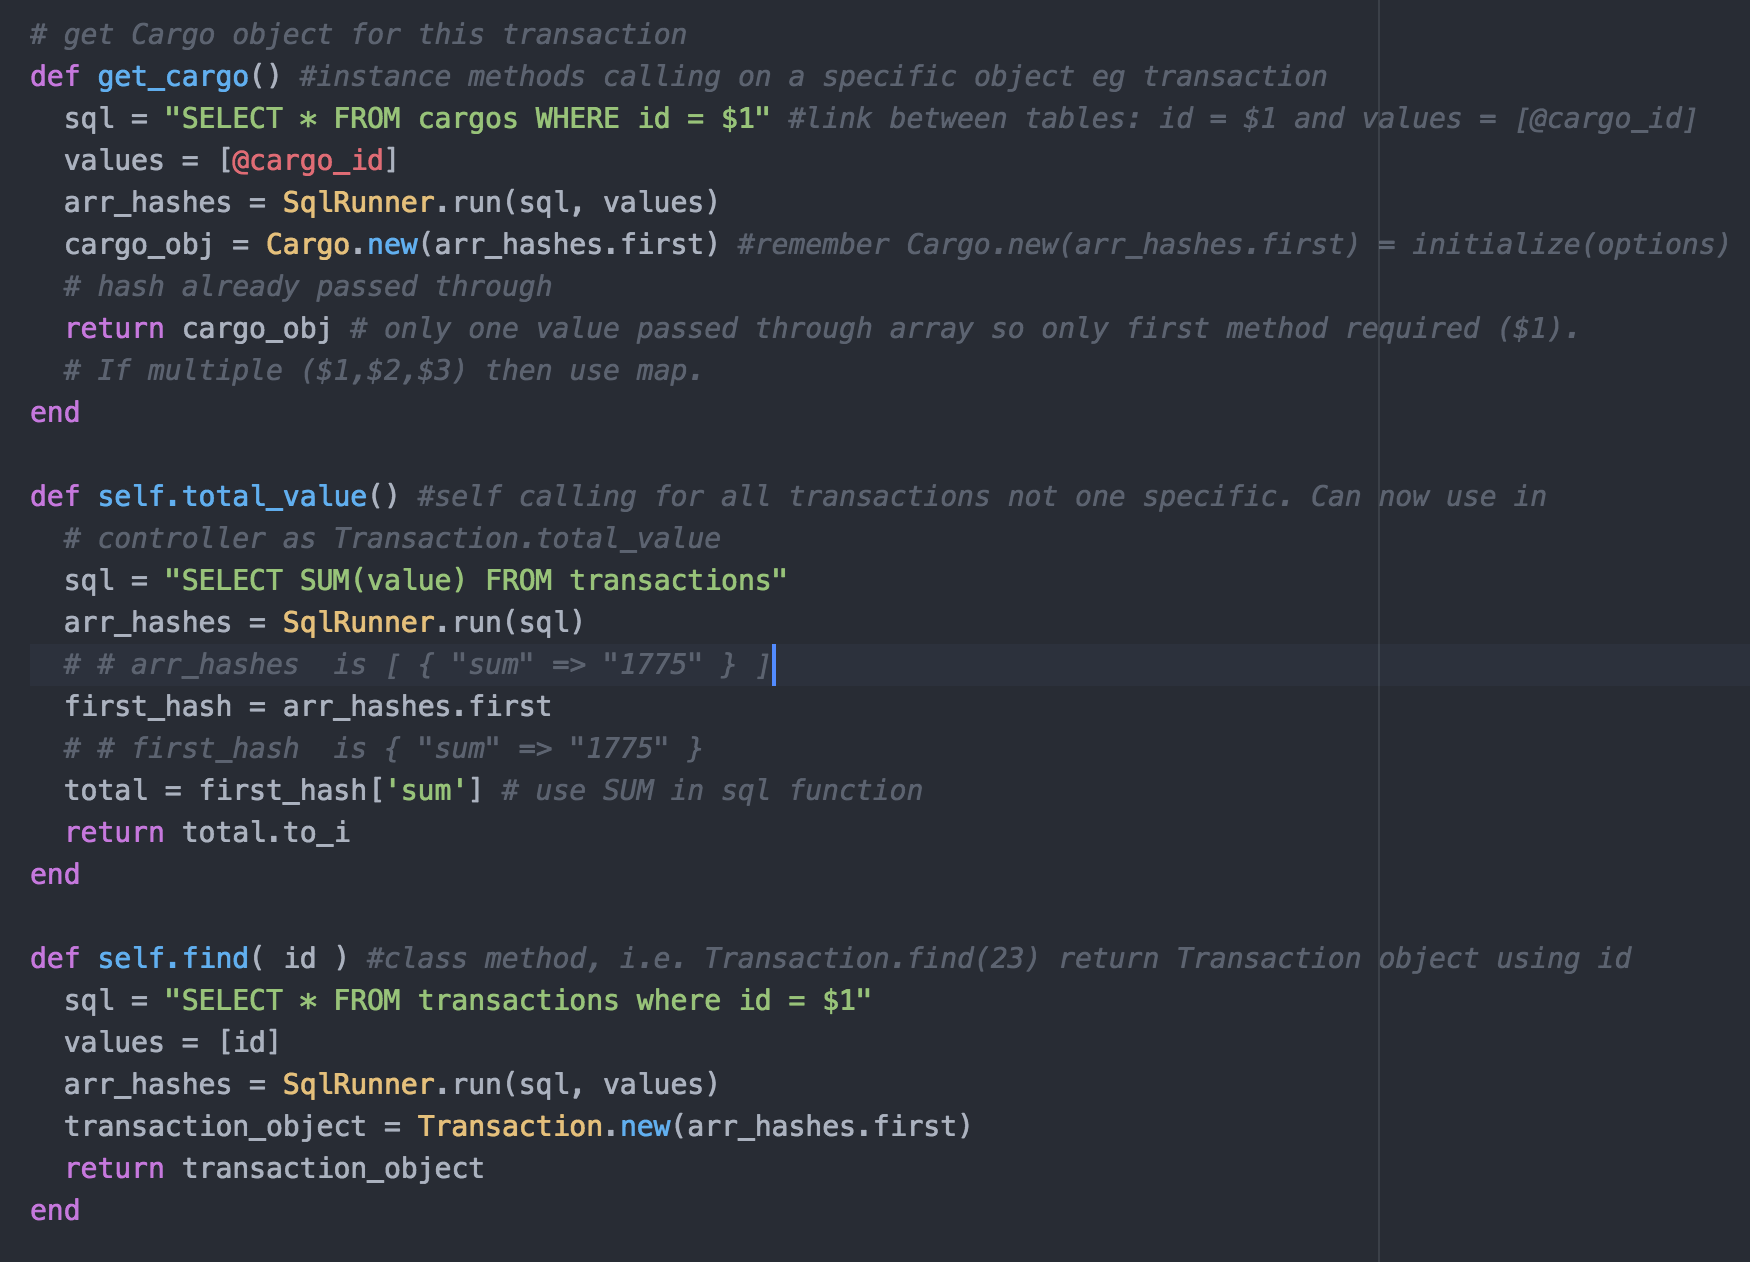 # get Cargo object for this transaction
def get_cargo() #instance methods calling on a specific object eg transaction
  sql = "SELECT * FROM cargos WHERE id = $1" #link between tables: id = $1 and values = [@cargo_id]
  values = [@cargo_id]
  arr_hashes = SqlRunner.run(sql, values)
  cargo_obj = Cargo.new(arr_hashes.first) #remember Cargo.new(arr_hashes.first) = initialize(options)
  # hash already passed through
  return cargo_obj # only one value passed through array so only first method required ($1).
  # If multiple ($1,$2,$3) then use map.
end

def self.total_value() #self calling for all transactions not one specific. Can now use in
  # controller as Transaction.total_value
  sql = "SELECT SUM(value) FROM transactions"
  arr_hashes = SqlRunner.run(sql)
  # # arr_hashes  is [ { "sum" => "1775" } ]
  first_hash = arr_hashes.first
  # # first_hash  is { "sum" => "1775" }
  total = first_hash['sum'] # use SUM in sql function
  return total.to_i
end

def self.find( id ) #class method, i.e. Transaction.find(23) return Transaction object using id
  sql = "SELECT * FROM transactions where id = $1"
  values = [id]
  arr_hashes = SqlRunner.run(sql, values)
  transaction_object = Transaction.new(arr_hashes.first)
  return transaction_object
end